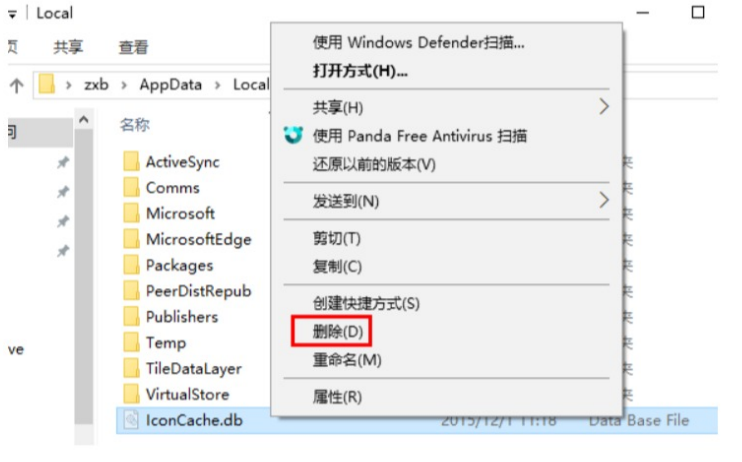 Local
页 共享 查看
zxb AppData Local
名称
ActiveSync
Comms
Microsoft
MicrosoftEdge
Packages
PeerDistRepub
Publishers
Temp
TileDataLayer
VirtualStore
IconCache.db 2015/12/1 11:18 Data Base File
ve
使用 Windows Defender扫描...
打开方式(H)...
共享(H)
使用 Panda Free Antivirus 扫描
还原以前的版本(V)
发送到(N)
剪切(T)
复制(C)
创建快捷方式(S)
删除(D)
重命名(M)
属性(R)